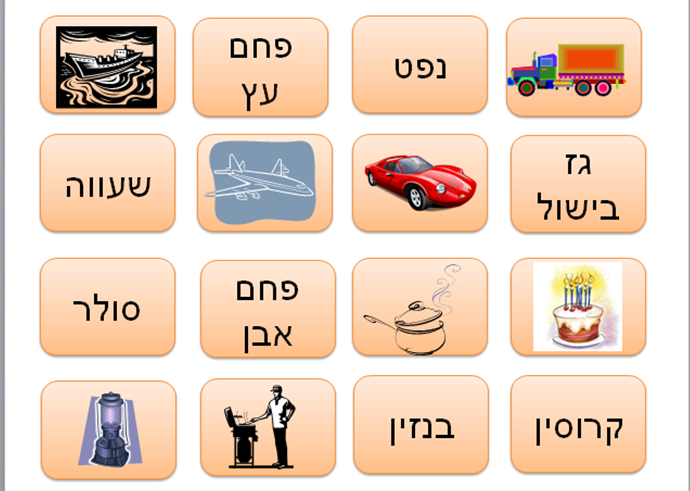 נפט
פחם
עץ
גז
בישול
שעווה
פחם
אבן
סולר
קרוסין
בנזין